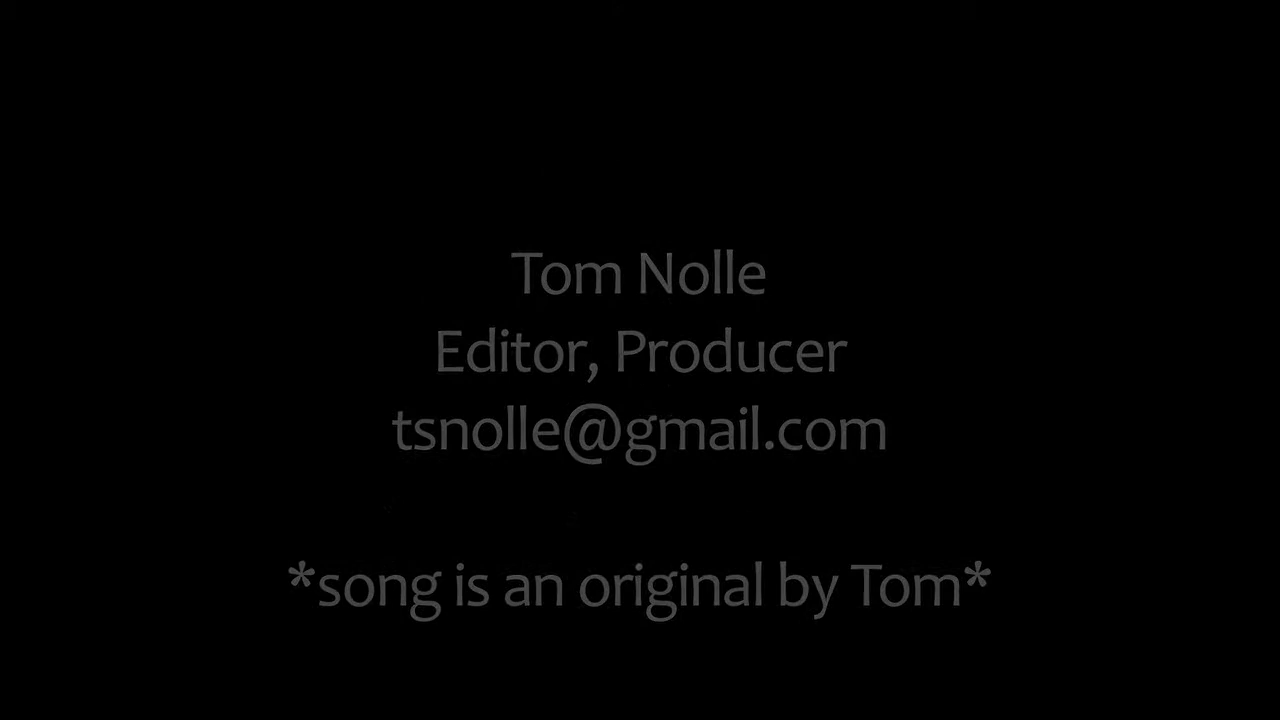 Tom Nolle
Editor, Producer
tsnolle@gmail.com
*song is an original by Tom*